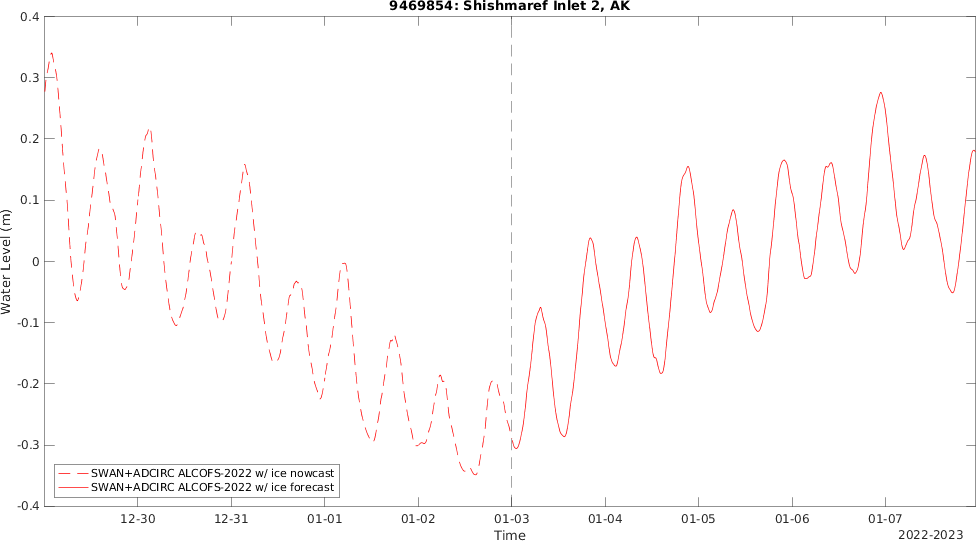 9469854: Shishmaref Inlet 2, AK
0.4
0.3
0.2
0.1
0
-0.1
-0.2
-0.3
-0.4
Water Level (m)
SWAN+ADCIRC ALCOFS-2022 w/ ice nowcast
SWAN+ADCIRC ALCOFS-2022 w/ ice forecast
12-30 12-31 01-01 01-02 01-03 01-04 01-05 01-06 01-07
Time
2022-2023